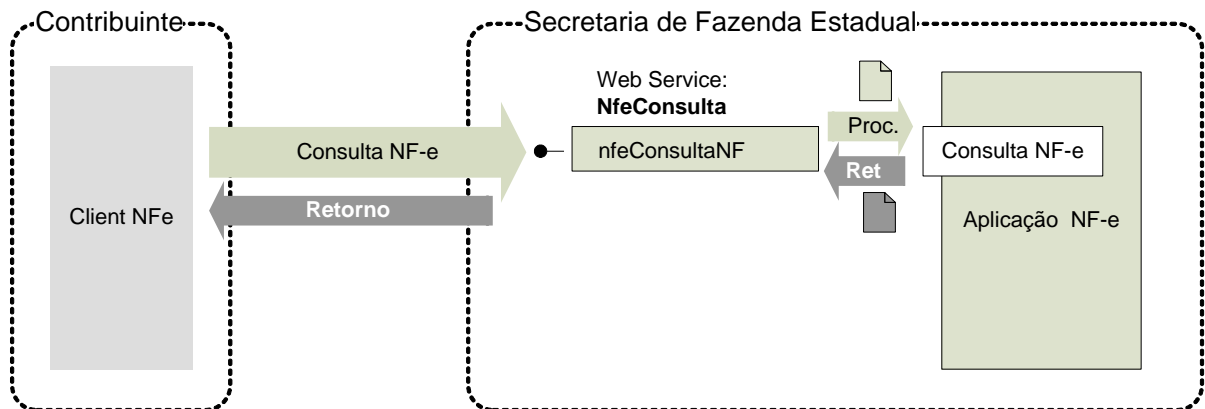 Contribuinte
Secretaria de Fazenda Estadual
Client NFe
Consulta NF-e
Retorno
Web Service:
NfeConsulta
nfeConsultaNF
Proc.
Ret
Consulta NF-e
Aplicação NF-e